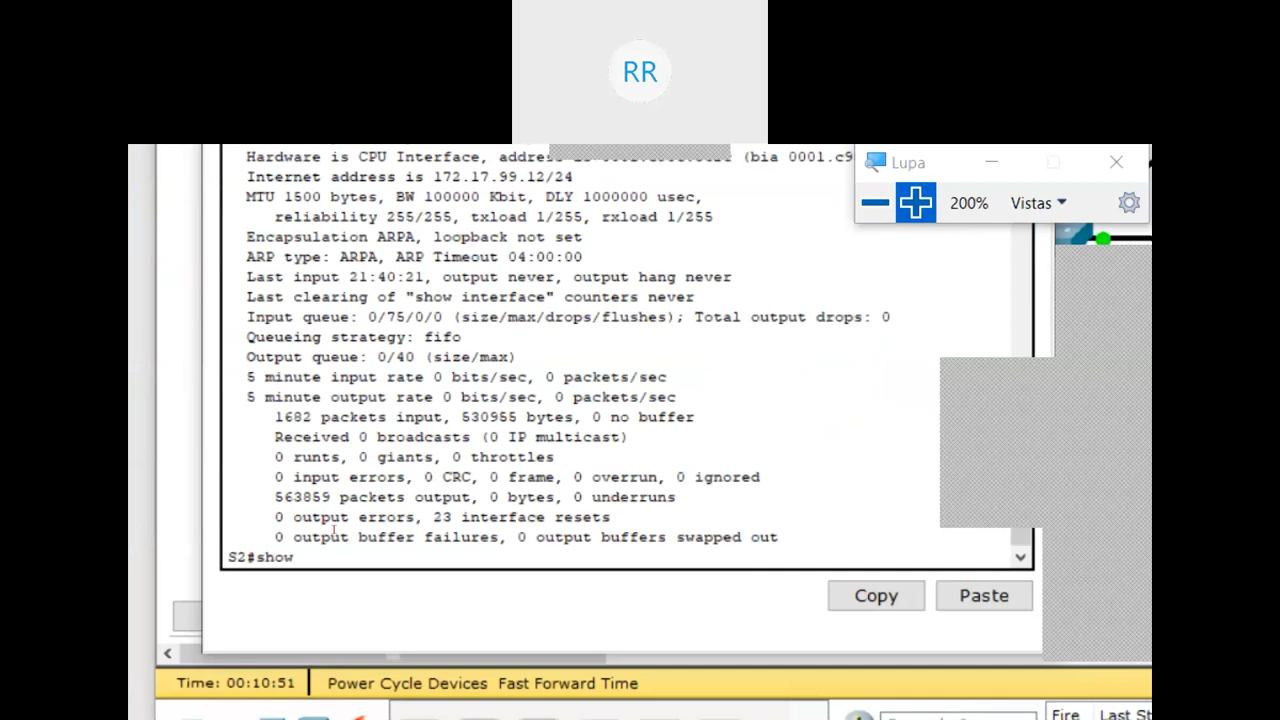 RR
Hardware is CPU Interface, address is (bia 0001.c9
Internet address is 172.17.99.12/24
MTU 1500 bytes, BW 100000 Kbit, DLY 1000000 usec,
reliability 255/255, txload 1/255, rxload 1/255
Encapsulation ARPA, loopback not set
ARP type: ARPA, ARP Timeout 04:00:00
Last input 21:40:21, output never, output hang never
Last clearing of "show interface" counters never
Input queue: 0/75/0/0 (size/max/drops/flushes); Total output drops: 0
Queueing strategy: fifo
Output queue: 0/40 (size/max)
5 minute input rate 0 bits/sec, 0 packets/sec
5 minute output rate 0 bits/sec, 0 packets/sec
1682 packets input, 530955 bytes, 0 no buffer
Received 0 broadcasts (0 IP multicast)
0 runts, 0 giants, 0 throttles
0 input errors, 0 CRC, 0 frame, 0 overrun, 0 ignored
563859 packets output, 0 bytes, 0 underruns
0 output errors, 23 interface resets
0 output buffer failures, 0 output buffers swapped out
S2#show
Lupa
200% Vistas
Copy Paste
Time: 00:10:51 Power Cycle Devices Fast Forward Time
Fire Last St